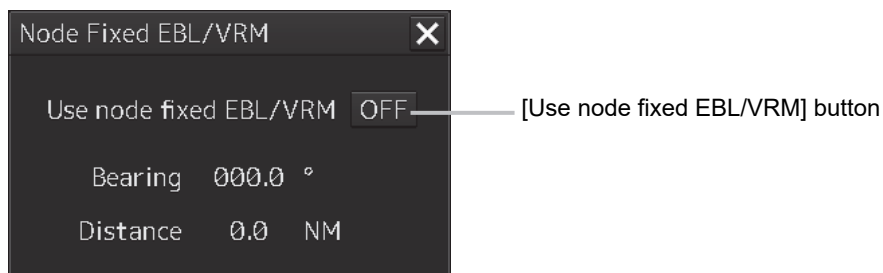 Node Fixed EBL/VRM
Use node fixed EBL/VRM OFF
[Use node fixed EBL/VRM] button
Bearing 000.0 °
Distance 0.0 NM